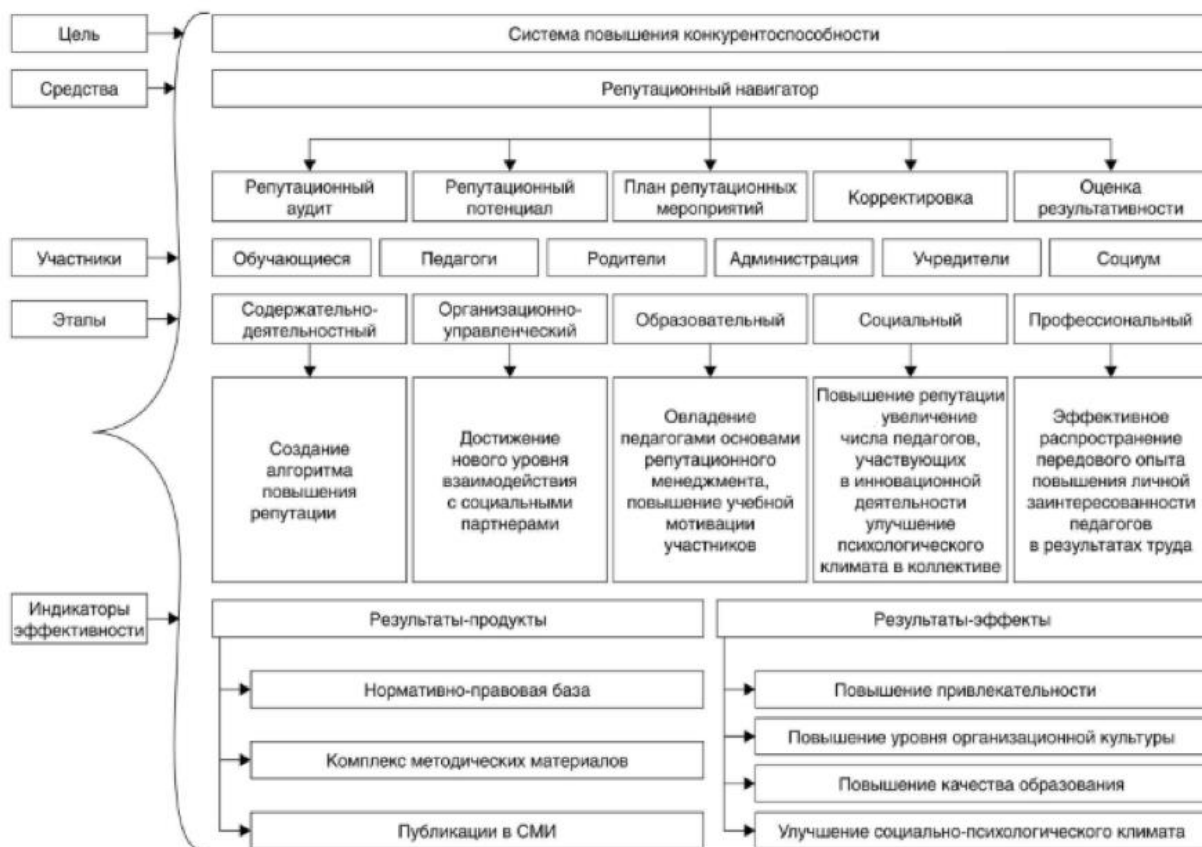 Цель
Система повышения конкурентоспособности
Средства
Репутационный навигатор
Репутационный
аудит
Репутационный
потенциал
План репутационных
мероприятий
Корректировка
Оценка
результативности
Участники
Обучающиеся
Педагоги
Родители
Администрация
Учредители
Социум
Этапы
Содержательно-
деятельностный
Организационно-
управленческий
Образовательный
Социальный
Профессиональный
Создание
алгоритма
повышения
репутации
Достижение
нового уровня
взаимодействия
с социальными
партнерами
Овладение
педагогами основами
репутационного
менеджмента,
повышение учебной
мотивации
участников
Повышение репутации
увеличение
числа педагогов,
участвующих
в инновационной
деятельности
улучшение
психологического
климата в коллективе
Эффективное
распространение
передового опыта
повышения личной
заинтересованности
педагогов
в результатах труда
Индикаторы
эффективности
Результаты-продукты
Нормативно-правовая база
Комплекс методических материалов
Публикации в СМИ
Результаты-эффекты
Повышение привлекательности
Повышение уровня организационной культуры
Повышение качества образования
Улучшение социально-психологического климата